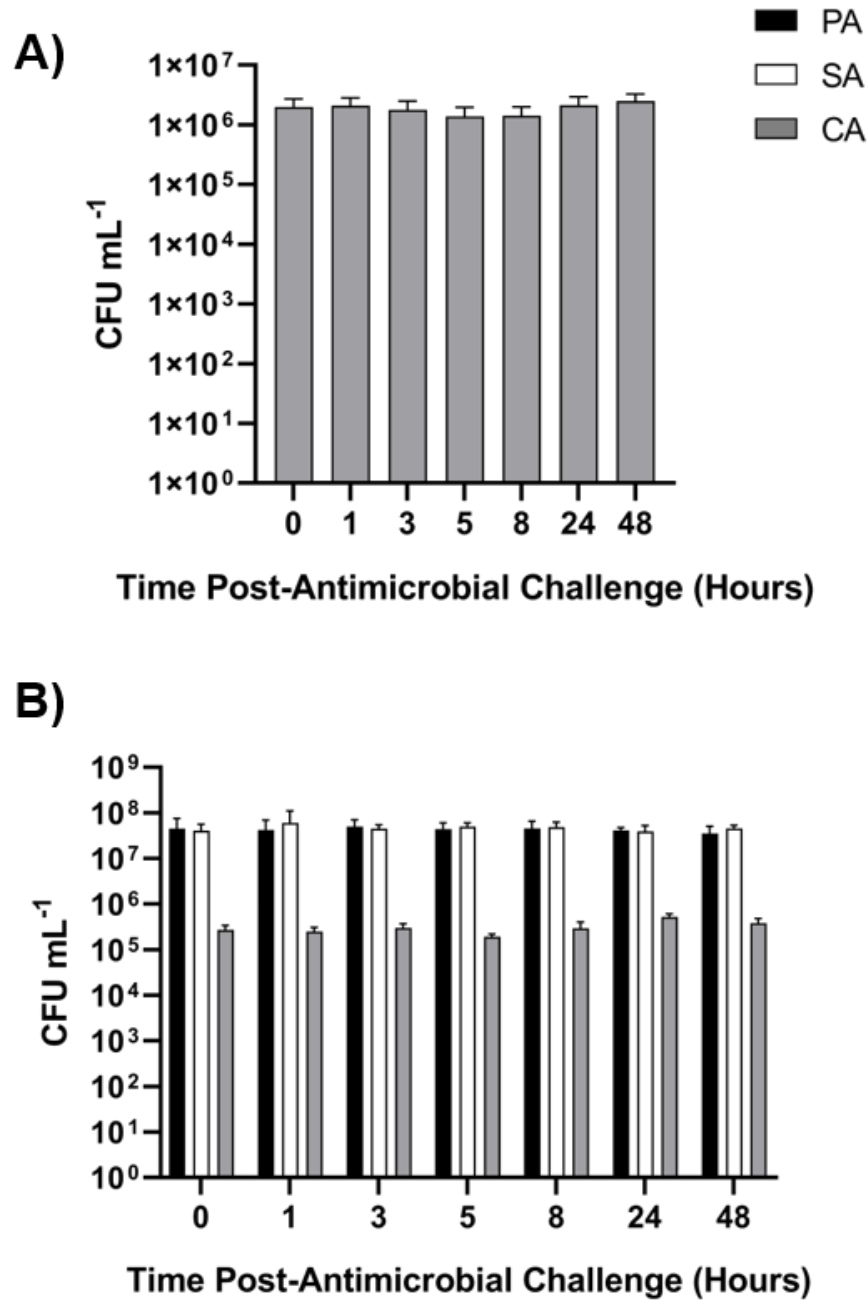 A)
PA
SA
CA
1×10⁷
1×10⁶
1×10⁵
1×10⁴
1×10³
1×10²
1×10¹
1×10⁰
CFU mL⁻¹
0 1 3 5 8 24 48
Time Post-Antimicrobial Challenge (Hours)
B)
10⁹
10⁸
10⁷
10⁶
10⁵
10⁴
10³
10²
10¹
10⁰
CFU mL⁻¹
0 1 3 5 8 24 48
Time Post-Antimicrobial Challenge (Hours)